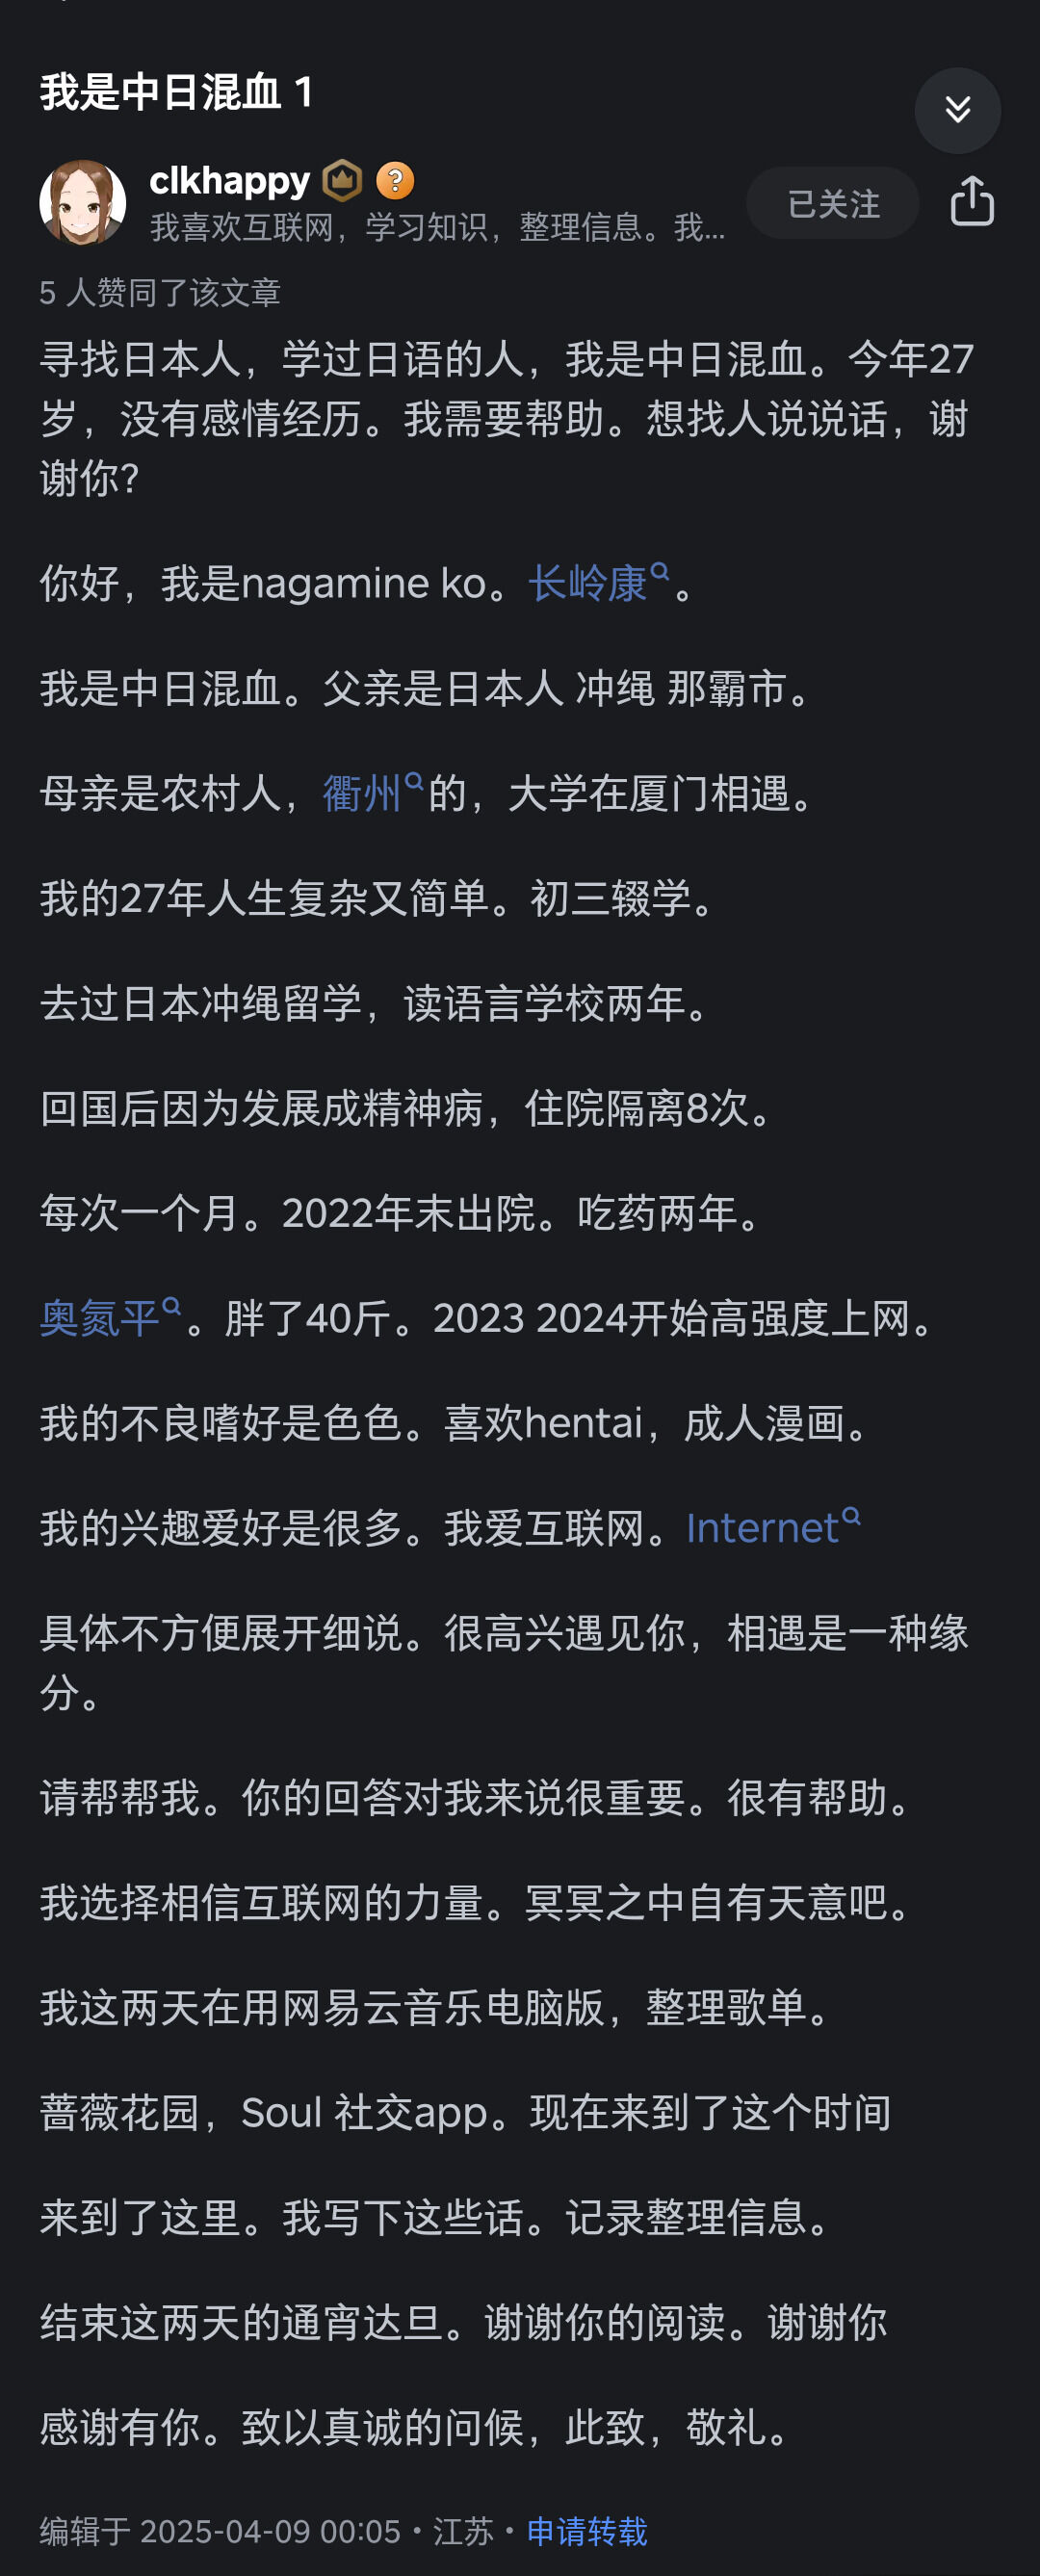 我是中日混血 1
clkhappy
我喜欢互联网，学习知识，整理信息。我...
已关注
5 人赞同了该文章
寻找日本人，学过日语的人，我是中日混血。今年27
岁，没有感情经历。我需要帮助。想找人说说话，谢
谢你?
你好，我是nagamine ko。长岭康。
我是中日混血。父亲是日本人 冲绳 那霸市。
母亲是农村人，衢州的，大学在厦门相遇。
我的27年人生复杂又简单。初三辍学。
去过日本冲绳留学，读语言学校两年。
回国后因为发展成精神病，住院隔离8次。
每次一个月。2022年末出院。吃药两年。
奥氮平。胖了40斤。2023 2024开始高强度上网。
我的不良嗜好是色色。喜欢hentai，成人漫画。
我的兴趣爱好是很多。我爱互联网。Internet
具体不方便展开细说。很高兴遇见你，相遇是一种缘
分。
请帮帮我。你的回答对我来说很重要。很有帮助。
我选择相信互联网的力量。冥冥之中自有天意吧。
我这两天在用网易云音乐电脑版，整理歌单。
蔷薇花园，Soul 社交app。现在来到了这个时间
来到了这里。我写下这些话。记录整理信息。
结束这两天的通宵达旦。谢谢你的阅读。谢谢你
感谢有你。致以真诚的问候，此致，敬礼。
编辑于 2025-04-09 00:05・江苏・申请转载